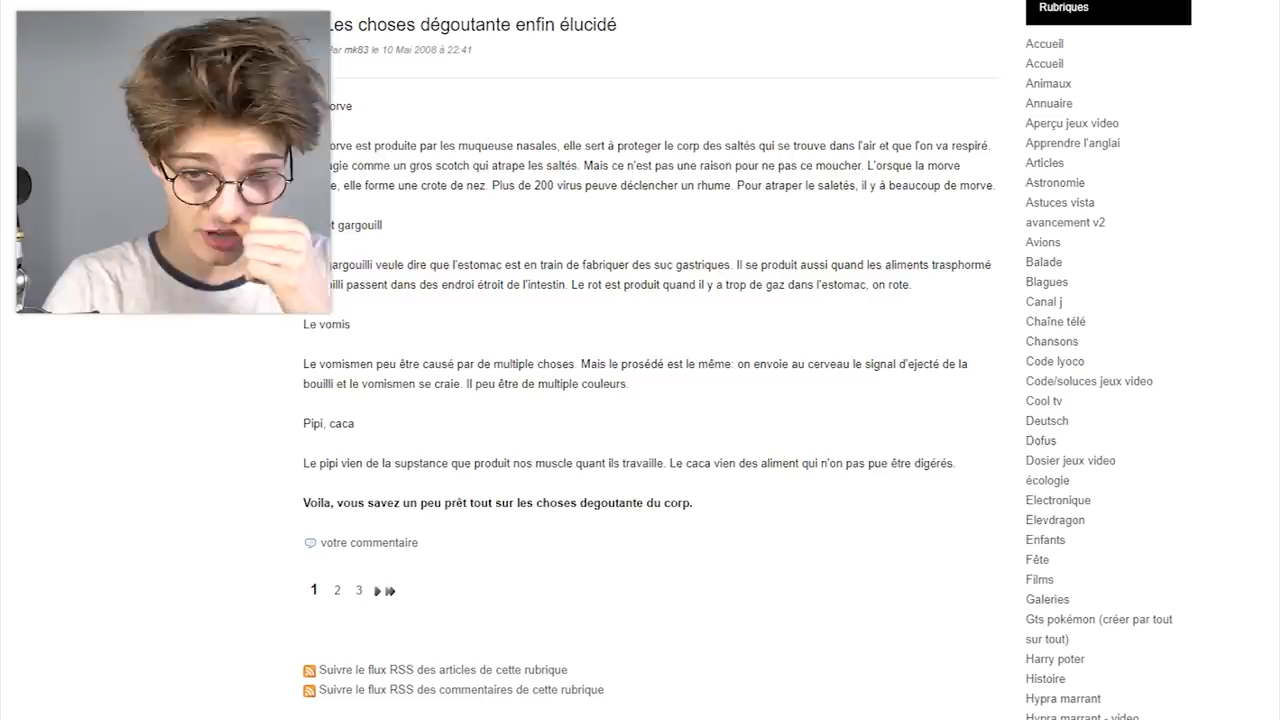 Les choses dégoutante enfin élucidé
Par mk83 le 10 Mai 2008 à 22:41
est produite par les muqueuse nasales, elle sert à proteger le corp des saltés qui se trouve dans l'air et que l'on va respiré.
comme un gros scotch qui atrape les saltés. Mais ce n'est pas une raison pour ne pas ce moucher. L'orsque la morve
, elle forme une crote de nez. Plus de 200 virus peuve déclencher un rhume. Pour atraper le saletés, il y à beaucoup de morve.
gargouill
gargouilli veule dire que l'estomac est en train de fabriquer des suc gastriques. Il se produit aussi quand les aliments trasphormé
passent dans des endroi étroit de l'intestin. Le rot est produit quand il y a trop de gaz dans l'estomac, on rote.
Le vomis
Le vomismen peu être causé par de multiple choses. Mais le prosédé est le même: on envoie au cerveau le signal d'ejecté de la
bouilli et le vomismen se craie. Il peu être de multiple couleurs.
Pipi, caca
Le pipi vien de la supstance que produit nos muscle quant ils travaille. Le caca vien des aliment qui n'on pas pue être digérés.
Voila, vous savez un peu prêt tout sur les choses degoutante du corp.
votre commentaire
1 2 3
Suivre le flux RSS des articles de cette rubrique
Suivre le flux RSS des commentaires de cette rubrique
Rubriques
Accueil
Accueil
Animaux
Annuaire
Aperçu jeux video
Apprendre l'anglai
Articles
Astronomie
Astuces vista
avancement v2
Avions
Balade
Blagues
Canal j
Chaîne télé
Chansons
Code lyoco
Code/soluces jeux video
Cool tv
Deutsch
Dofus
Dosier jeux video
écologie
Electronique
Elevdragon
Enfants
Fête
Films
Galeries
Gts pokémon (créer par tout
sur tout)
Harry poter
Histoire
Hypra marrant
Hypra marrant - video